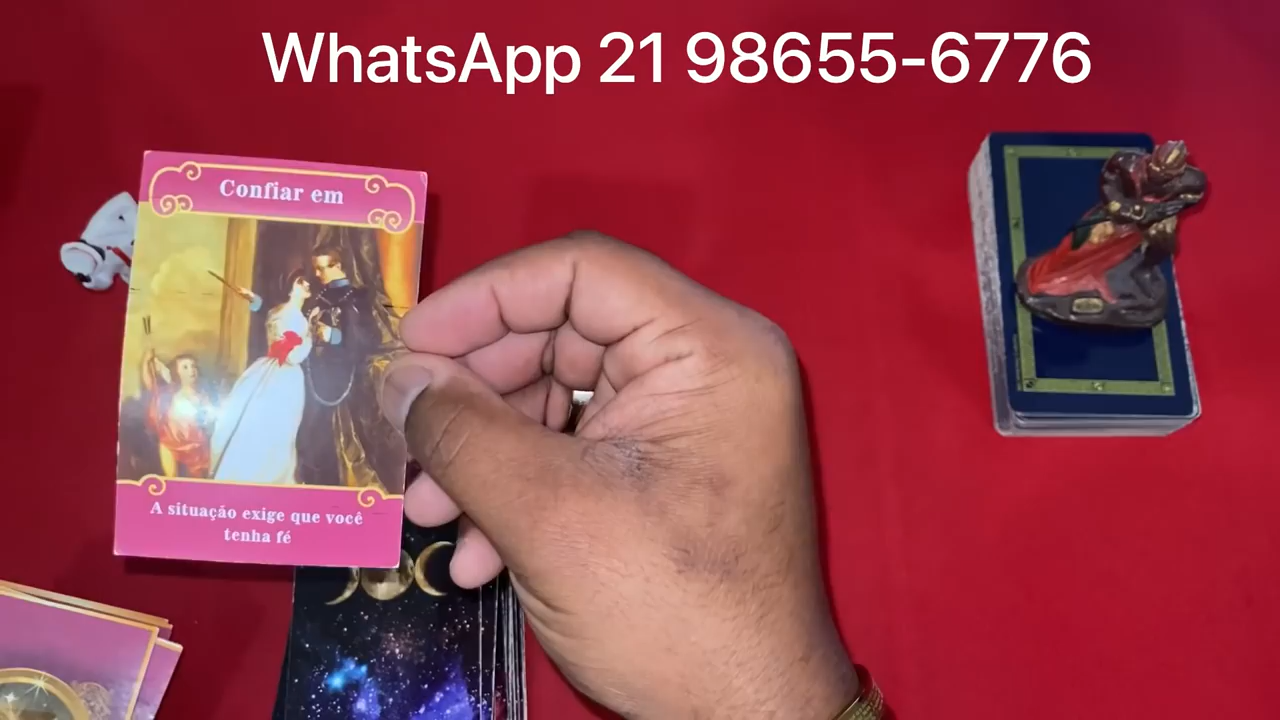 WhatsApp 21 98655-6776
Confiar em
A situação exige que você
tenha fé